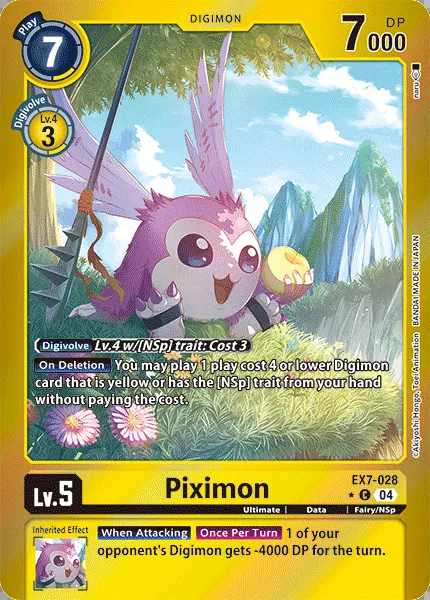 Play
7
DIGIMON
7000
DP
Digivolve
Lv.4
3
naru
Digivolve Lv.4 w/[NSp] trait: Cost 3
On Deletion You may play 1 play cost 4 or lower Digimon
card that is yellow or has the [NSp] trait from your hand
without paying the cost.
©Akiyoshi Hongo, Toei Animation BANDAI MADE IN JAPAN
Lv.5
Piximon
EX7-028
C 04
Ultimate | Data | Fairy/NSp
Inherited Effect
When Attacking Once Per Turn 1 of your
opponent's Digimon gets -4000 DP for the turn.